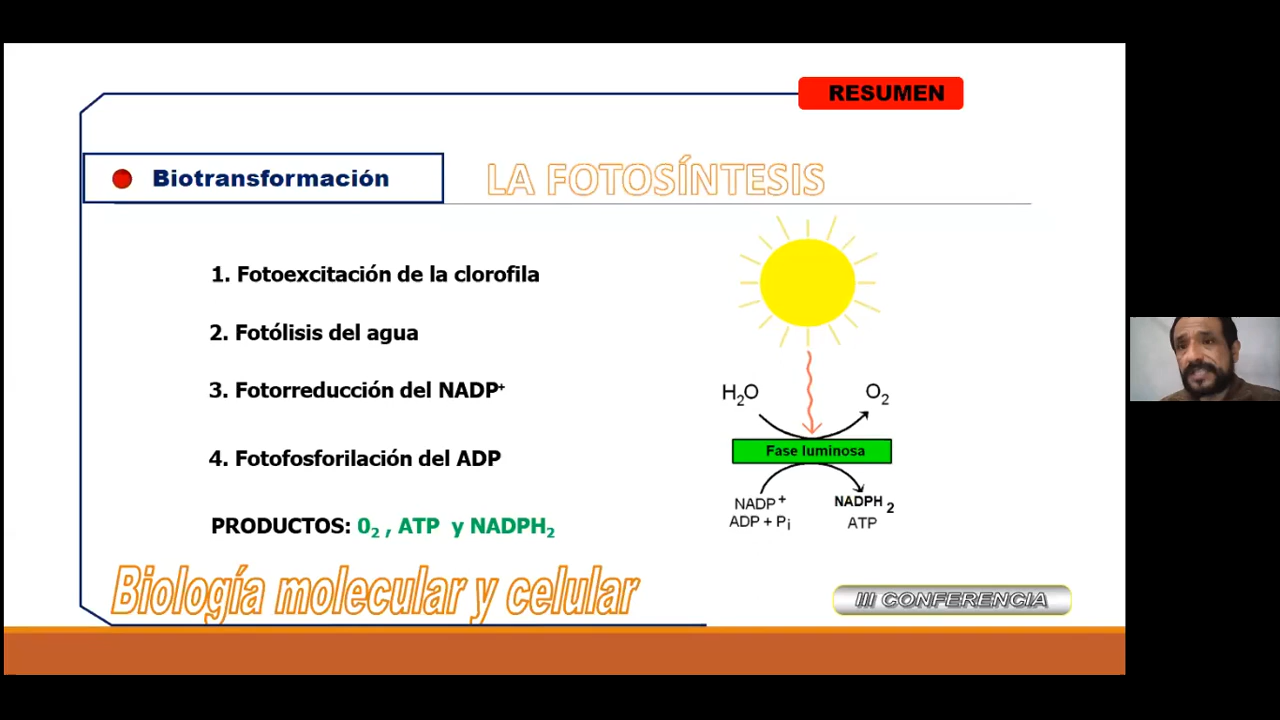 RESUMEN
Biotransformación
LA FOTOSÍNTESIS
1. Fotoexcitación de la clorofila
2. Fotólisis del agua
3. Fotorreducción del NADP⁺
4. Fotofosforilación del ADP
PRODUCTOS: 0₂ , ATP y NADPH₂
H₂O
O₂
Fase luminosa
NADP⁺
ADP + Pᵢ
NADPH₂
ATP
Biología molecular y celular
III CONFERENCIA